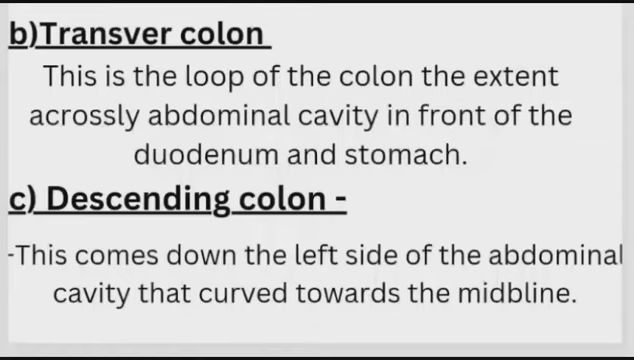 b)Transver colon
This is the loop of the colon the extent
acrossly abdominal cavity in front of the
duodenum and stomach.
c) Descending colon -
-This comes down the left side of the abdominal
cavity that curved towards the midbline.